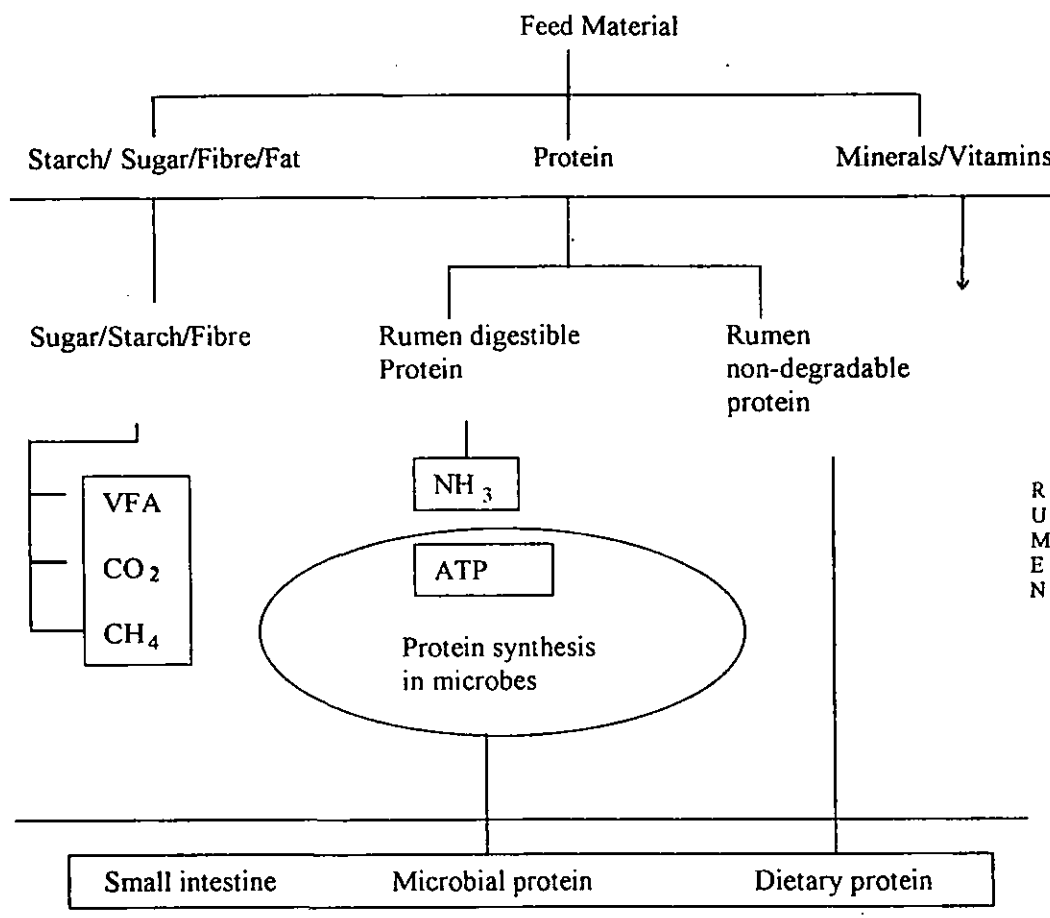 Feed Material
Starch/ Sugar/Fibre/Fat
Protein
Minerals/Vitamins
Sugar/Starch/Fibre
Rumen digestible
Protein
Rumen
non-degradable
protein
VFA
CO₂
CH₄
NH₃
ATP
Protein synthesis
in microbes
RUMEN
Small intestine
Microbial protein
Dietary protein